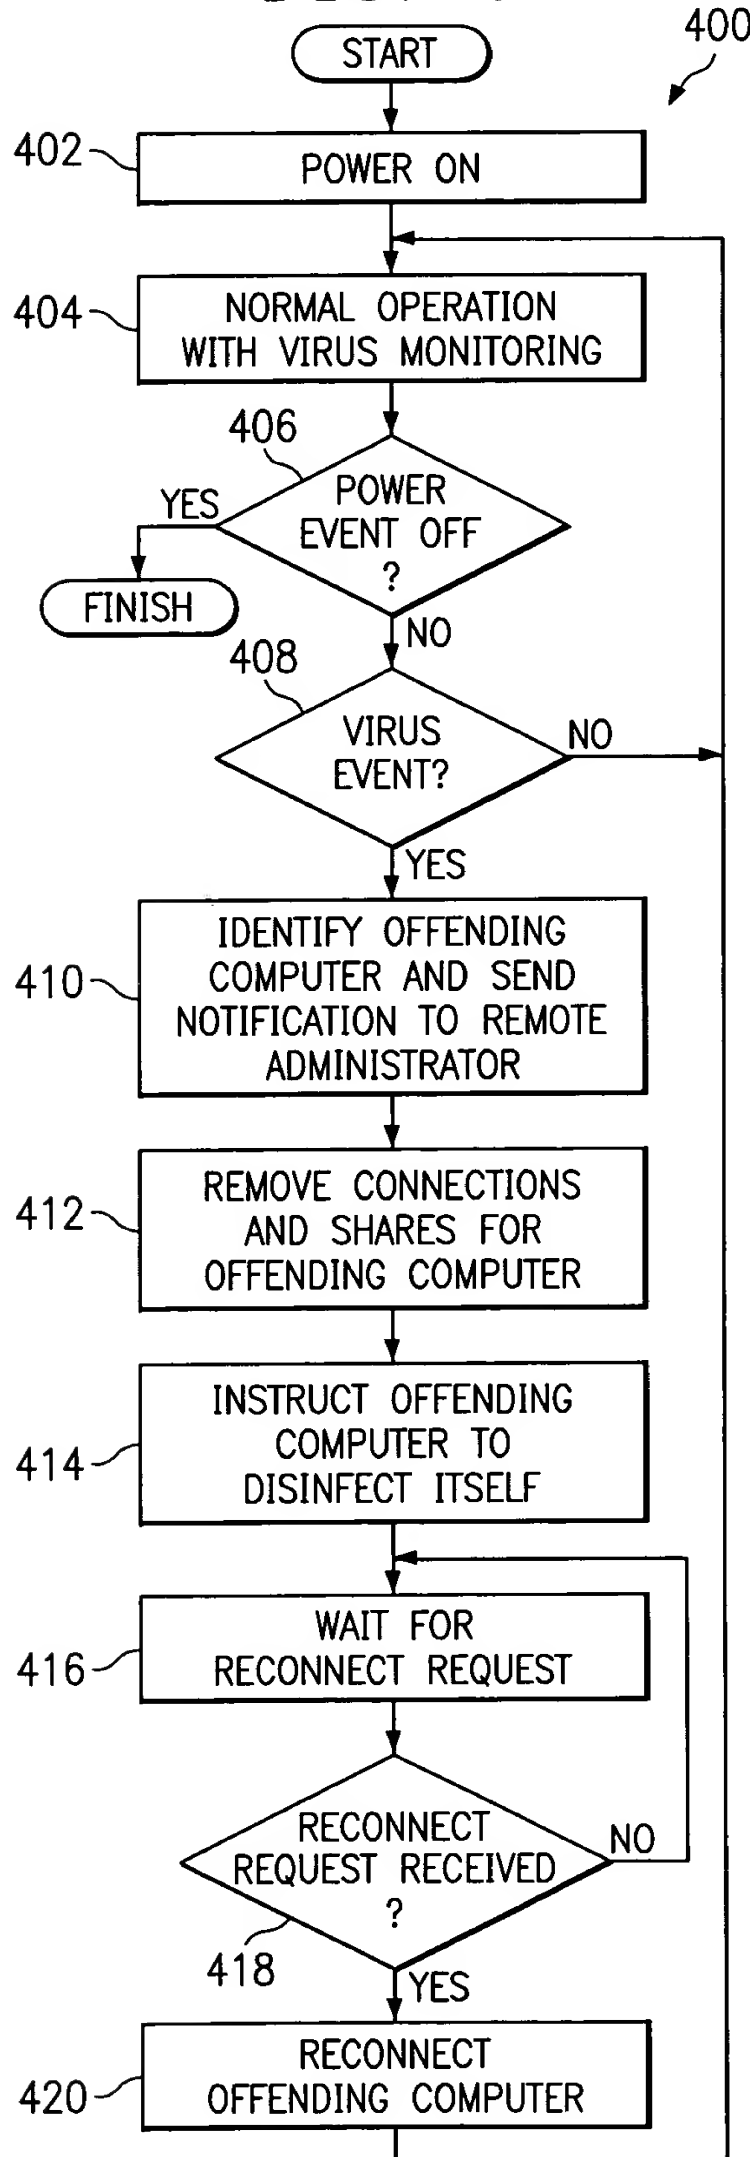 400
START
402
POWER ON
404
NORMAL OPERATION
WITH VIRUS MONITORING
406
POWER
EVENT OFF
?
YES
FINISH
NO
408
VIRUS
EVENT?
NO
YES
410
IDENTIFY OFFENDING
COMPUTER AND SEND
NOTIFICATION TO REMOTE
ADMINISTRATOR
412
REMOVE CONNECTIONS
AND SHARES FOR
OFFENDING COMPUTER
414
INSTRUCT OFFENDING
COMPUTER TO
DISINFECT ITSELF
416
WAIT FOR
RECONNECT REQUEST
RECONNECT
REQUEST RECEIVED
?
NO
418
YES
420
RECONNECT
OFFENDING COMPUTER